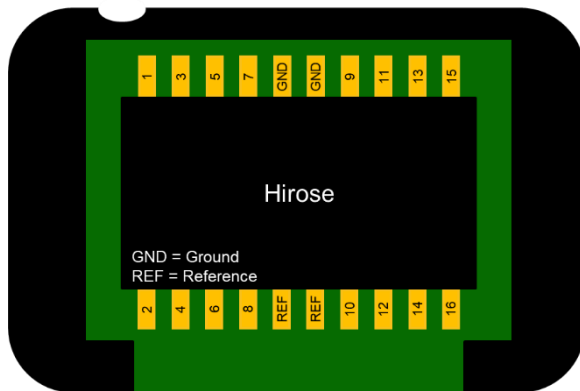 1 3 5 7 GND GND 9 11 13 15
Hirose
GND = Ground
REF = Reference
2 4 6 8 REF REF 10 12 14 16